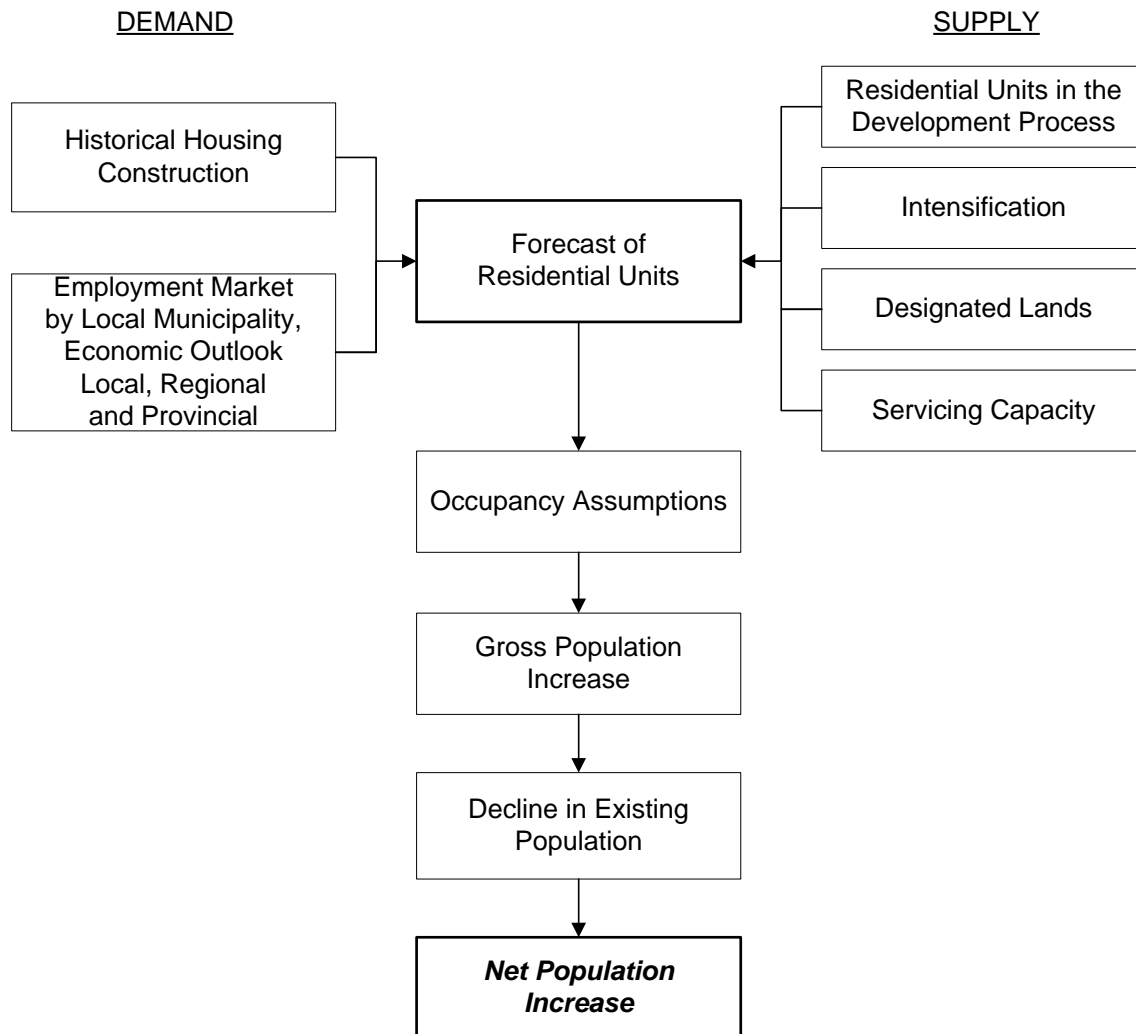 DEMAND
SUPPLY
Historical Housing
Construction
Employment Market
by Local Municipality,
Economic Outlook
Local, Regional
and Provincial
Forecast of
Residential Units
Residential Units in the
Development Process
Intensification
Designated Lands
Servicing Capacity
Occupancy Assumptions
Gross Population
Increase
Decline in Existing
Population
Net Population
Increase